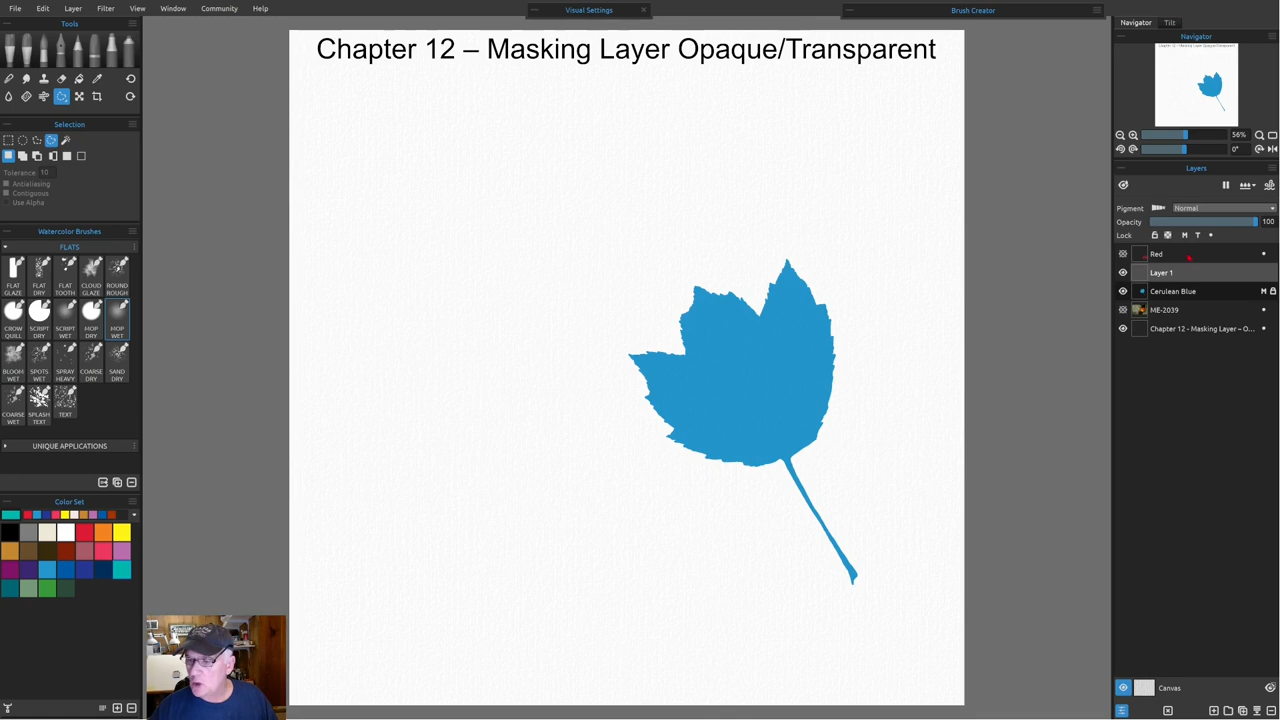 File Edit Layer Filter View Window Community Help
Visual Settings
Brush Creator
Tools
Selection
Tolerance 10
Antialiasing
Contiguous
Use Alpha
Watercolor Brushes
FLATS
FLAT GLAZE
FLAT DRY
FLAT TOOTH
CLOUD GLAZE
ROUND ROUGH
CROW QUILL
SCRIPT DRY
SCRIPT WET
MOP DRY
MOP WET
BLOOM WET
SPOTS WET
SPRAY HEAVY
COARSE DRY
SAND DRY
COARSE WET
SPLASH TEXT
TEXT
UNIQUE APPLICATIONS
Color Set
Chapter 12 – Masking Layer Opaque/Transparent
Navigator Tilt
Navigator
56%
0°
Layers
Pigment Normal
Opacity 100
Lock M T
Red
Layer 1
Cerulean Blue M
ME-2039
Chapter 12 - Masking Layer – O...
Canvas